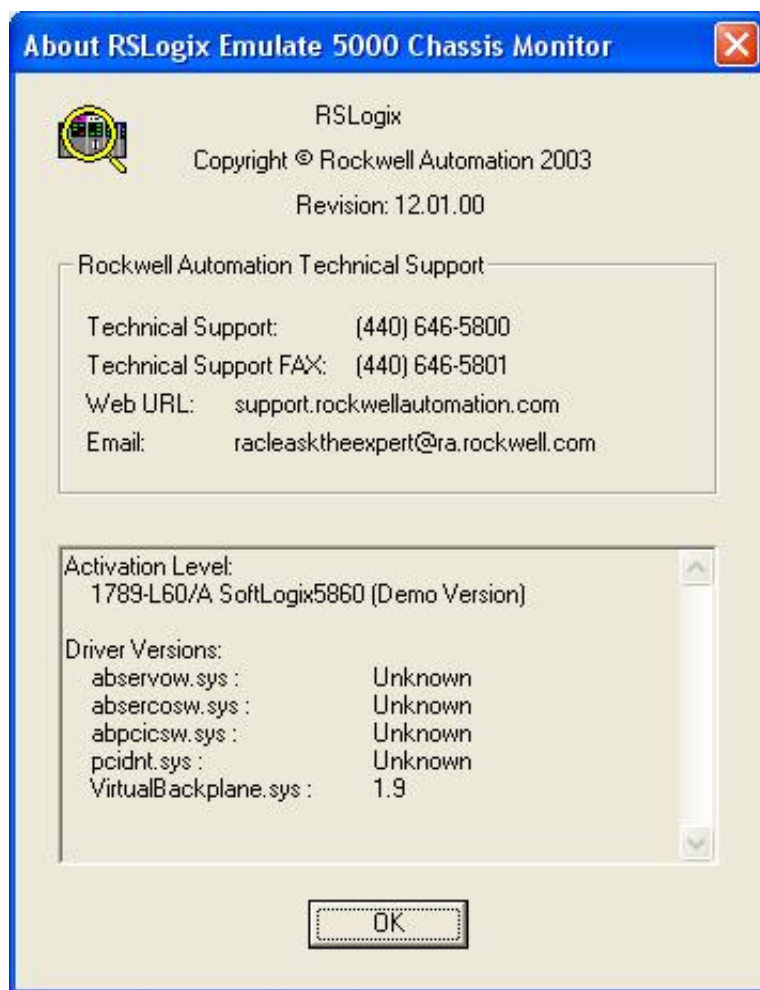 About RSLogix Emulate 5000 Chassis Monitor
RSLogix
Copyright © Rockwell Automation 2003
Revision: 12.01.00
Rockwell Automation Technical Support
Technical Support: (440) 646-5800
Technical Support FAX: (440) 646-5801
Web URL: support.rockwellautomation.com
Email: racleasktheexpert@ra.rockwell.com
Activation Level:
1789-L60/A SoftLogix5860 (Demo Version)
Driver Versions:
abservow.sys : Unknown
absercosw.sys : Unknown
abpcicsw.sys : Unknown
pcidnt.sys : Unknown
VirtualBackplane.sys : 1.9
OK